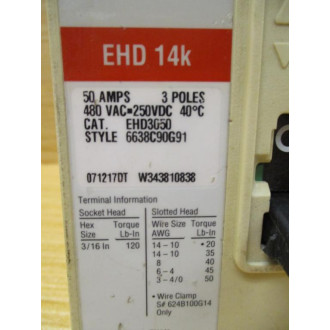 EHD 14k
50 AMPS 3 POLES
480 VAC▪250VDC 40°C
CAT. EHD3050
STYLE 6638C90G91
071217DT W343810838
Terminal Information
Socket Head
Hex Size Torque Lb-In
3/16 In 120
Slotted Head
Wire Size AWG Torque Lb-In
14 - 10 • 20
14 - 10 35
8 40
6 - 4 45
3 - 4/0 50
• Wire Clamp
S# 624B100G14
Only